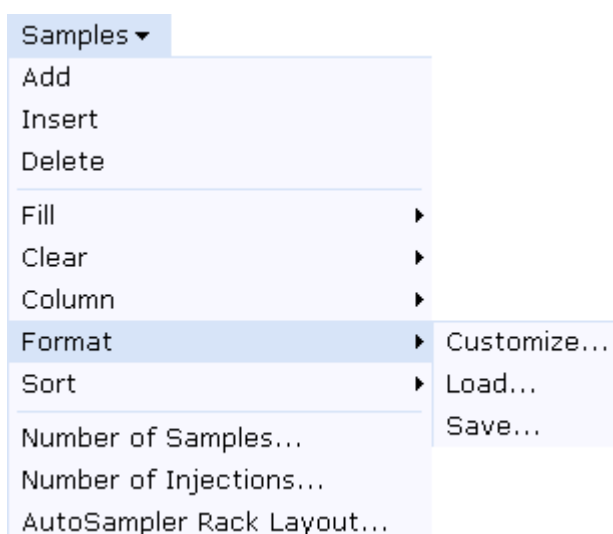 Samples
Add
Insert
Delete
Fill
Clear
Column
Format
Customize...
Sort
Load...
Save...
Number of Samples...
Number of Injections...
AutoSampler Rack Layout...